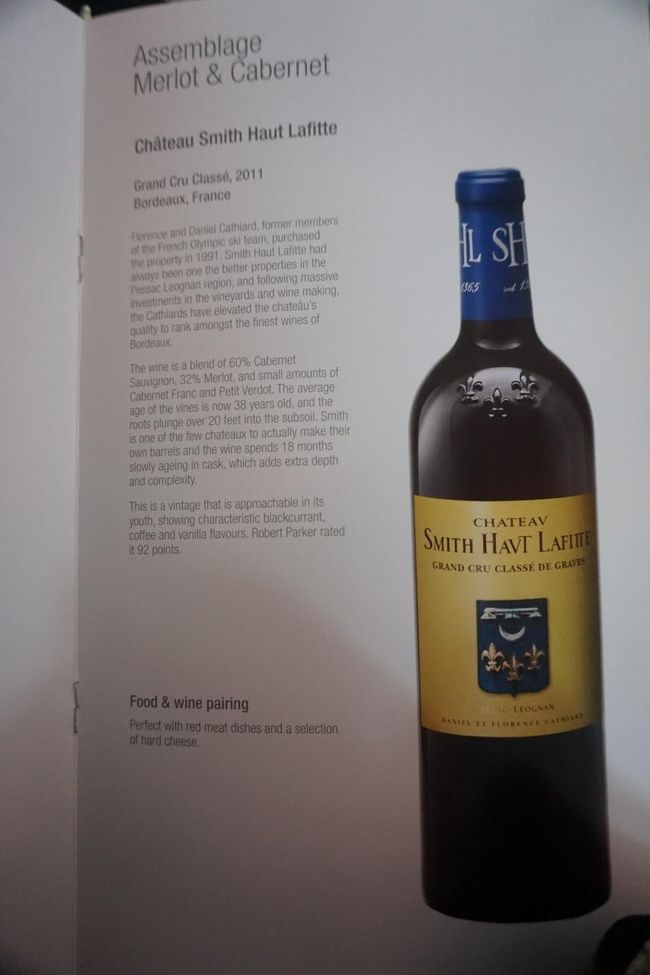 Assemblage
Merlot & Cabernet
Château Smith Haut Lafitte
Grand Cru Classé, 2011
Bordeaux, France
Florence and Daniel Cathiard, former members
of the French Olympic ski team, purchased
the property in 1991. Smith Haut Lafitte had
always been one the better properties in the
Pessac Leognan region, and following massive
investments in the vineyards and wine making,
the Cathiards have elevated the chateâu's
quality to rank amongst the finest wines of
Bordeaux.
The wine is a blend of 60% Cabernet
Sauvignon, 32% Merlot, and small amounts of
Cabernet Franc and Petit Verdot. The average
age of the vines is now 38 years old, and the
roots plunge over 20 feet into the subsoil. Smith
is one of few chateaux to actually make their
own barrels and the wine spends 18 months
slowly ageing in cask, which adds extra depth
and complexity.
This is a vintage that is approachable in its
youth, showing characteristic blackcurrant,
coffee and vanilla flavours. Robert Parker rated
it 92 points.
Food & wine pairing
Perfect with red meat dishes and a selection
of hard cheese.
HL SH
1365
CHATEAV
SMITH HAVT LAFITTE
GRAND CRU CLASSÉ DE GRAVES
LEOGNAN
DANIEL ET FLORENCE CATHIARD